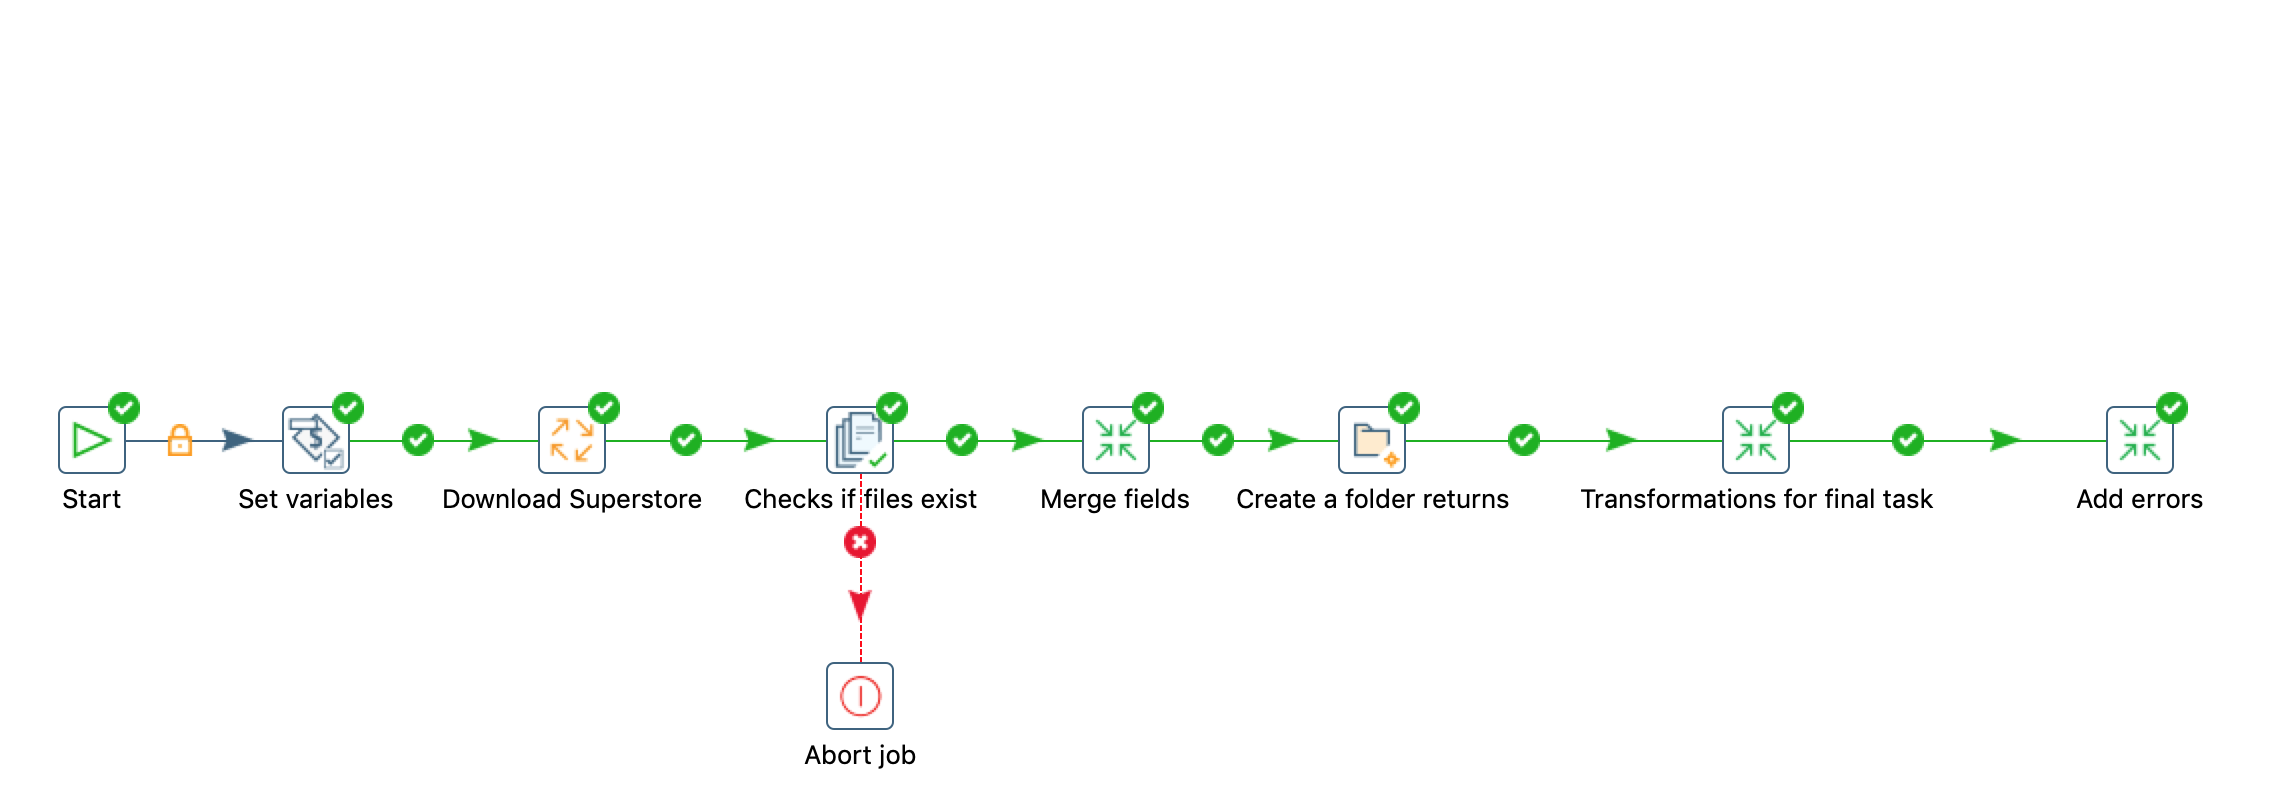 Start
Set variables
Download Superstore
Checks if files exist
Merge fields
Create a folder returns
Transformations for final task
Add errors
Abort job